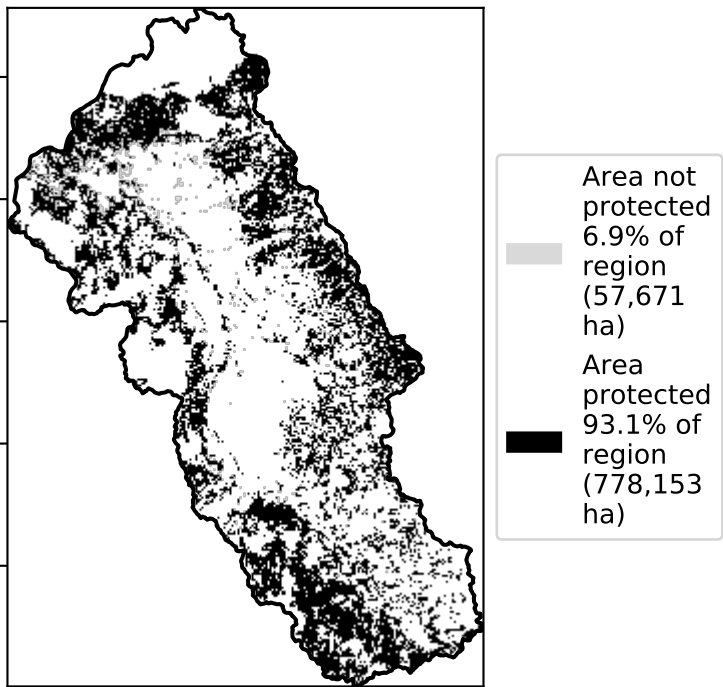 Area not
protected
6.9% of
region
(57,671
ha)
Area
protected
93.1% of
region
(778,153
ha)